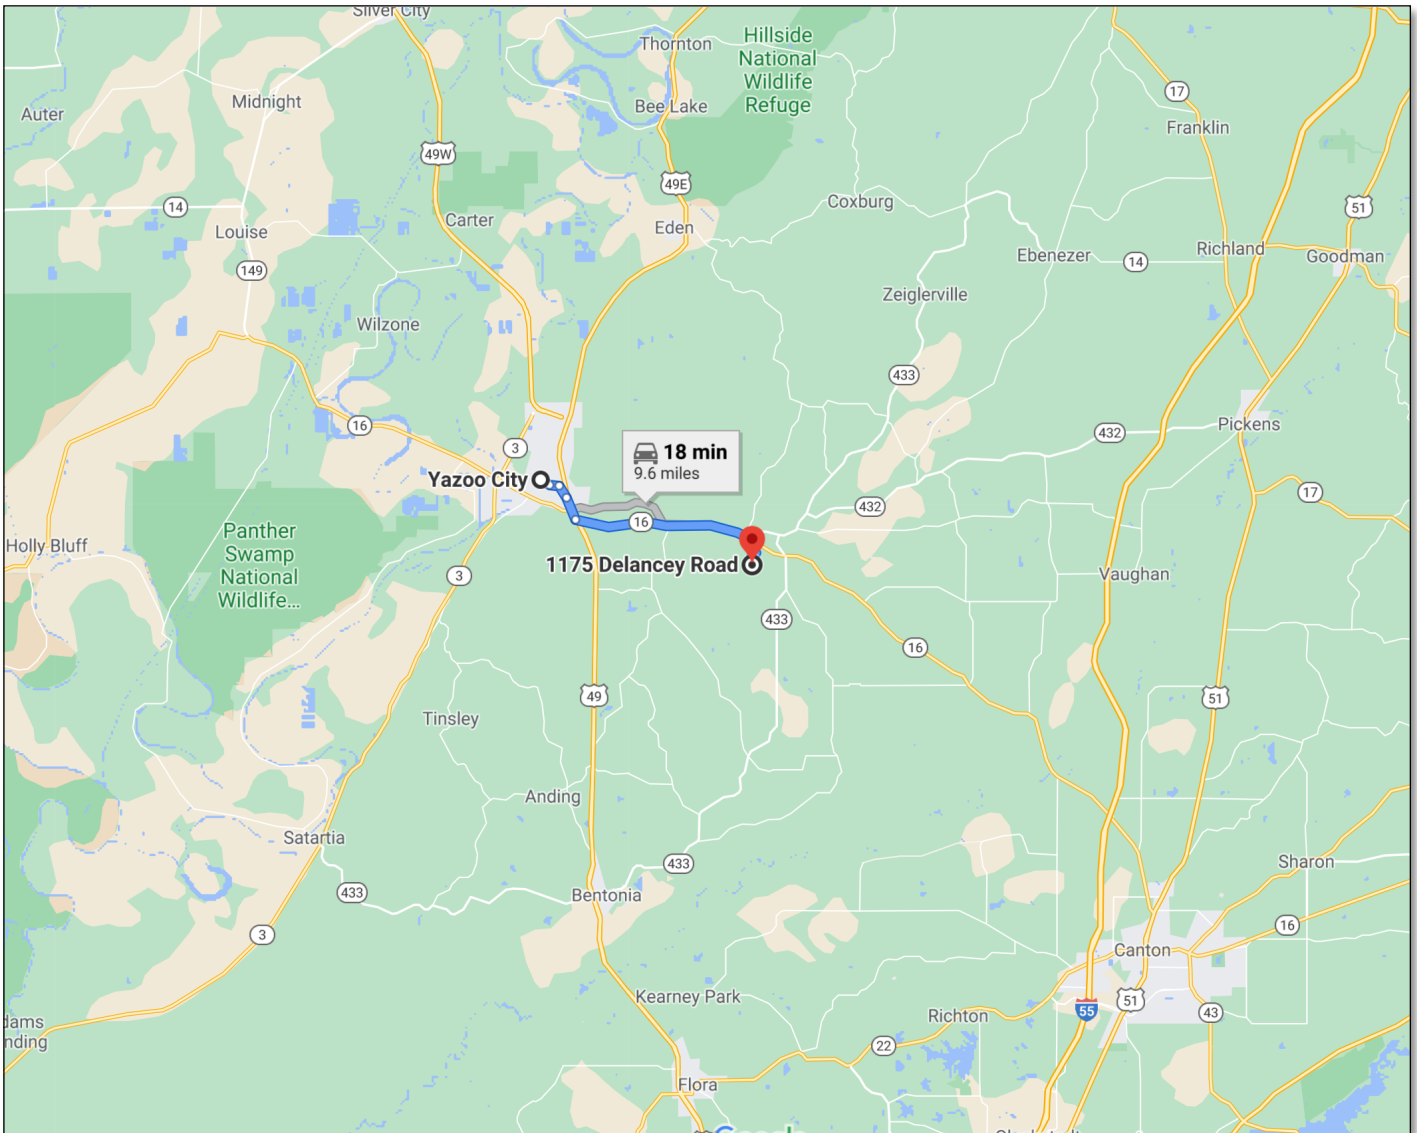 Silver City
Thornton
Hillside
National
Wildlife
Refuge
Midnight
Auter
Bee Lake
17
Franklin
49W
49E
14
Carter
Coxburg
51
Louise
Eden
Ebenezer
14
Richland
Goodman
149
Zeiglerville
Wilzone
433
16
3
432
Pickens
18 min
9.6 miles
Yazoo City
17
432
16
Panther
Swamp
National
Wildlife...
Holly Bluff
1175 Delancey Road
3
Vaughan
433
16
49
51
Tinsley
Anding
Satartia
433
Sharon
433
Bentonia
16
3
Canton
Kearney Park
51
55
43
Richton
dams
nding
22
Flora
Google